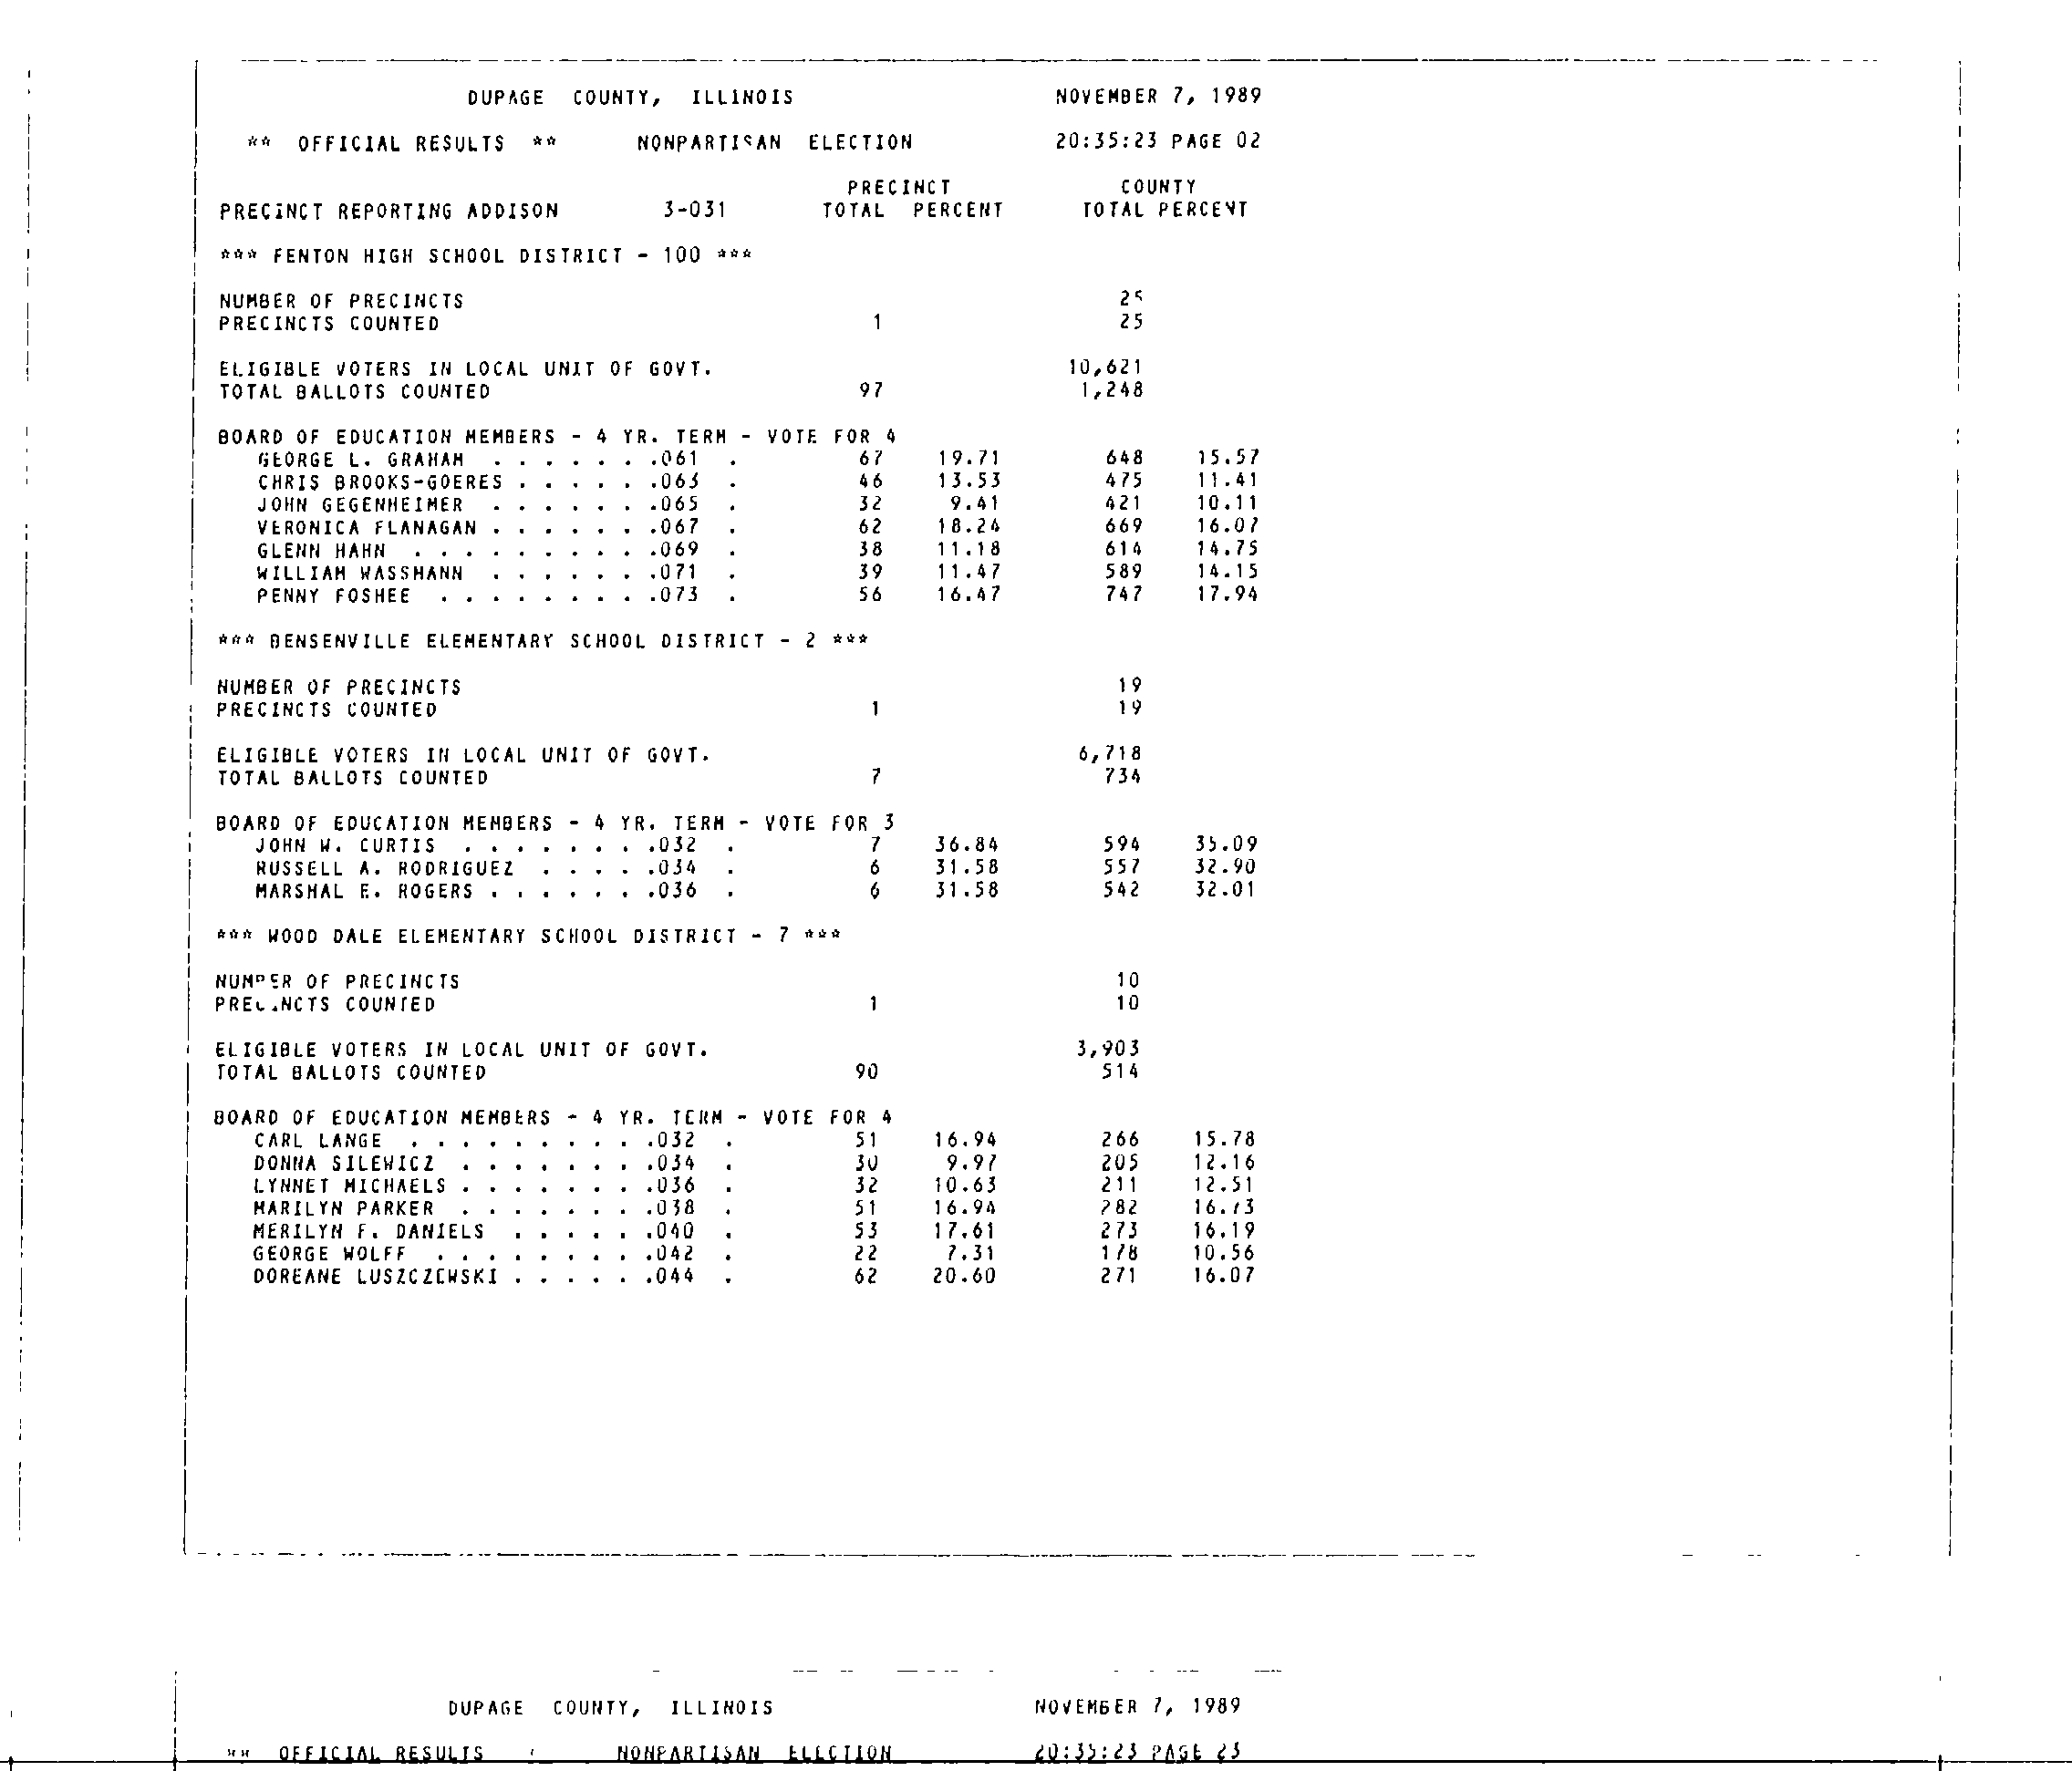 DUPAGE COUNTY, ILLINOIS NOVEMBER 7, 1989
** OFFICIAL RESULTS ** NONPARTISAN ELECTION 20:35:23 PAGE 02
PRECINCT COUNTY
PRECINCT REPORTING ADDISON 3-031 TOTAL PERCENT TOTAL PERCENT
*** FENTON HIGH SCHOOL DISTRICT - 100 ***
NUMBER OF PRECINCTS 25
PRECINCTS COUNTED 1 25
ELIGIBLE VOTERS IN LOCAL UNIT OF GOVT. 10,621
TOTAL BALLOTS COUNTED 97 1,248
BOARD OF EDUCATION MEMBERS - 4 YR. TERM - VOTE FOR 4
GEORGE L. GRAHAM . . . . . . .061 . 67 19.71 648 15.57
CHRIS BROOKS-GOERES . . . . . .063 . 46 13.53 475 11.41
JOHN GEGENHEIMER . . . . . . .065 . 32 9.41 421 10.11
VERONICA FLANAGAN . . . . . . .067 . 62 18.24 669 16.07
GLENN HAHN . . . . . . . . . .069 . 38 11.18 614 14.75
WILLIAM WASSMANN . . . . . . .071 . 39 11.47 589 14.15
PENNY FOSHEE . . . . . . . . .073 . 56 16.47 747 17.94
*** BENSENVILLE ELEMENTARY SCHOOL DISTRICT - 2 ***
NUMBER OF PRECINCTS 19
PRECINCTS COUNTED 1 19
ELIGIBLE VOTERS IN LOCAL UNIT OF GOVT. 6,718
TOTAL BALLOTS COUNTED 7 734
BOARD OF EDUCATION MEMBERS - 4 YR. TERM - VOTE FOR 3
JOHN W. CURTIS . . . . . . . .032 . 7 36.84 594 35.09
RUSSELL A. RODRIGUEZ . . . . .034 . 6 31.58 557 32.90
MARSHAL E. ROGERS . . . . . . .036 . 6 31.58 542 32.01
*** WOOD DALE ELEMENTARY SCHOOL DISTRICT - 7 ***
NUMBER OF PRECINCTS 10
PRECINCTS COUNTED 1 10
ELIGIBLE VOTERS IN LOCAL UNIT OF GOVT. 3,903
TOTAL BALLOTS COUNTED 90 514
BOARD OF EDUCATION MEMBERS - 4 YR. TERM - VOTE FOR 4
CARL LANGE . . . . . . . . . .032 . 51 16.94 266 15.78
DONNA SILEWICZ . . . . . . . .034 . 30 9.97 205 12.16
LYNNET MICHAELS . . . . . . . .036 . 32 10.63 211 12.51
MARILYN PARKER . . . . . . . .038 . 51 16.94 282 16.73
MERILYN F. DANIELS . . . . . .040 . 53 17.61 273 16.19
GEORGE WOLFF . . . . . . . . .042 . 22 7.31 178 10.56
DOREANE LUSZCZEWSKI . . . . . .044 . 62 20.60 271 16.07
DUPAGE COUNTY, ILLINOIS NOVEMBER 7, 1989
** OFFICIAL RESULTS NONPARTISAN ELECTION 20:35:23 PAGE 23